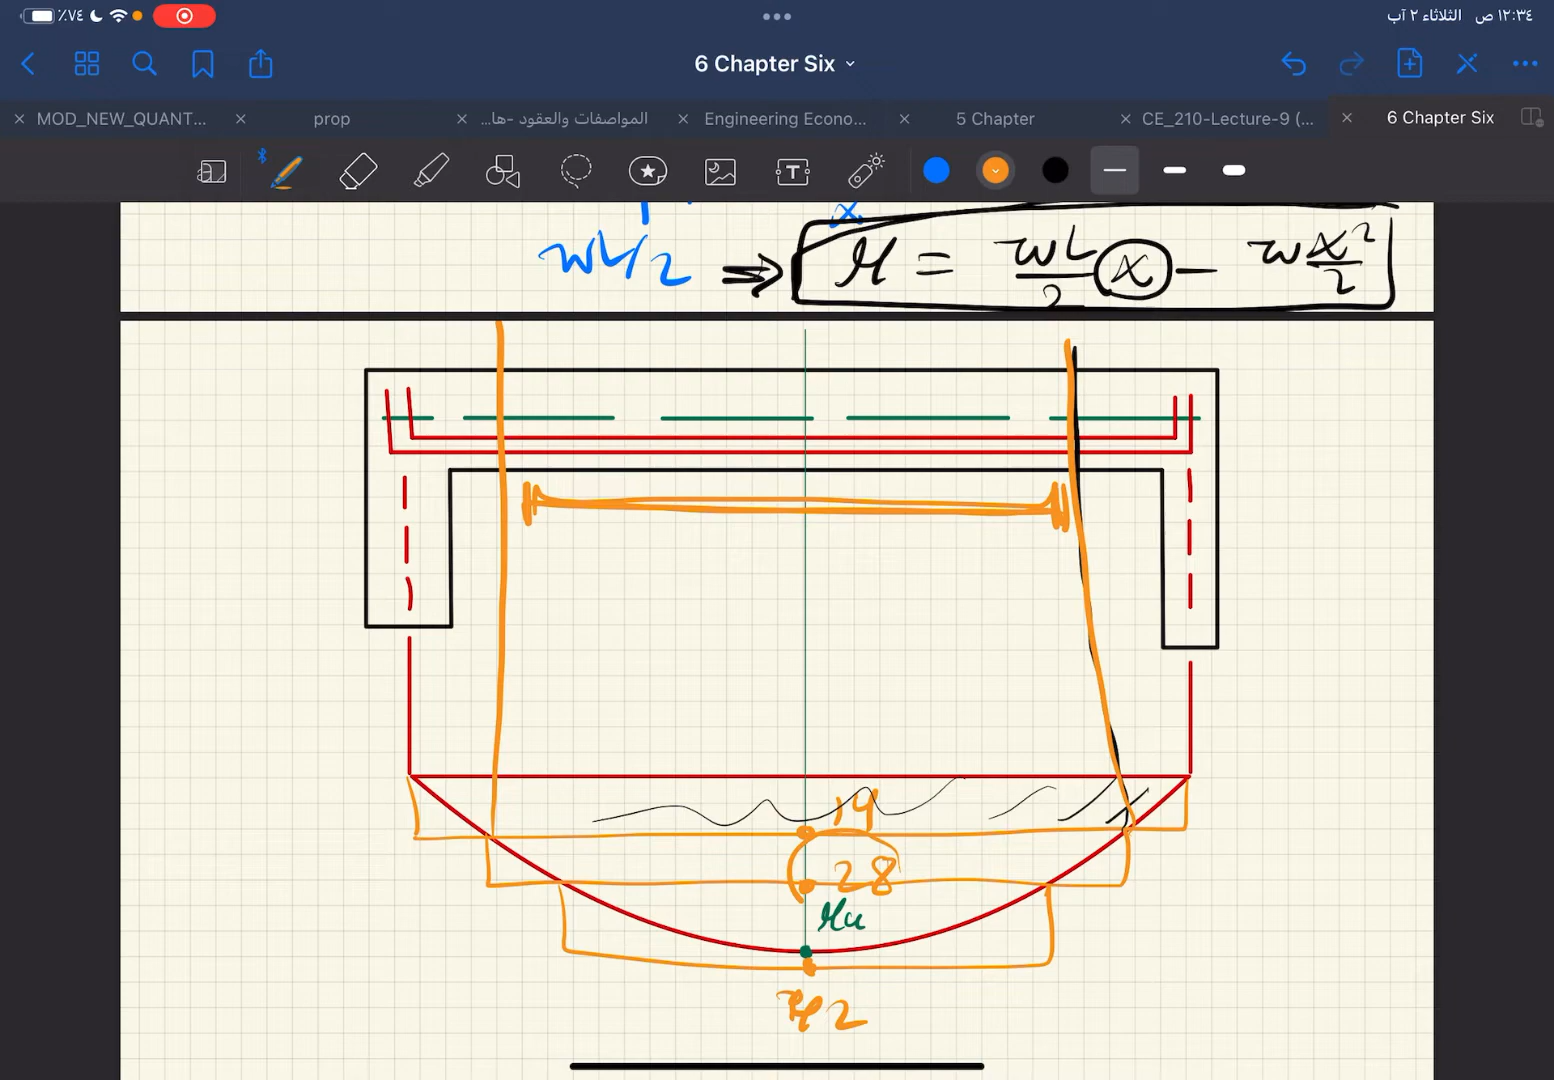 ٪٧٤ ١٢:٣٤ ص الثلاثاء ٢ آب
6 Chapter Six
MOD_NEW_QUANT... prop المواصفات والعقود -ها... Engineering Econo... 5 Chapter CE_210-Lecture-9 (... 6 Chapter Six
T
x
wL/2 ⇒ M = wL/2 x - wx²/2
14
28
Mu
42